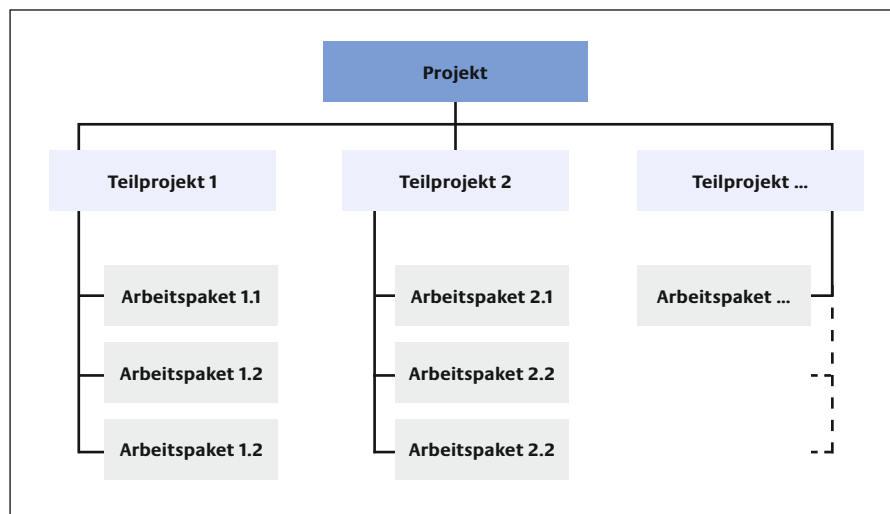 Projekt
Teilprojekt 1
Teilprojekt 2
Teilprojekt ...
Arbeitspaket 1.1
Arbeitspaket 2.1
Arbeitspaket ...
Arbeitspaket 1.2
Arbeitspaket 2.2
Arbeitspaket 1.2
Arbeitspaket 2.2